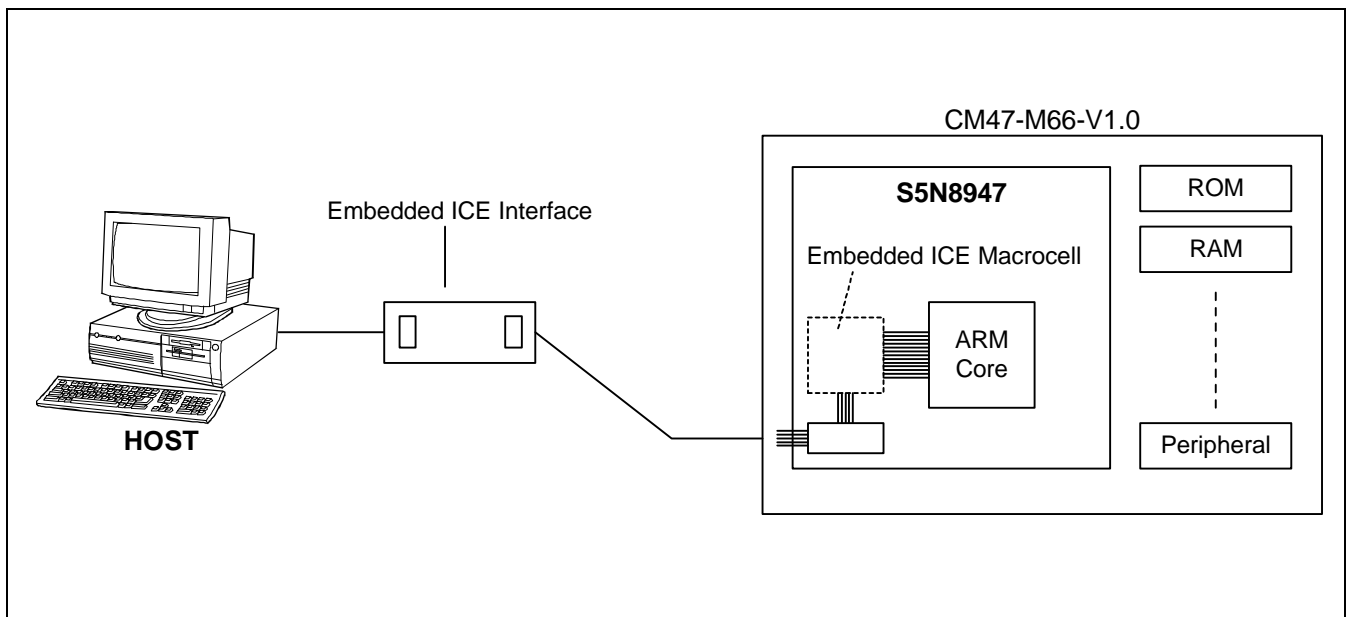 CM47-M66-V1.0
S5N8947
ROM
Embedded ICE Interface
RAM
Embedded ICE Macrocell
ARM
Core
HOST
Peripheral